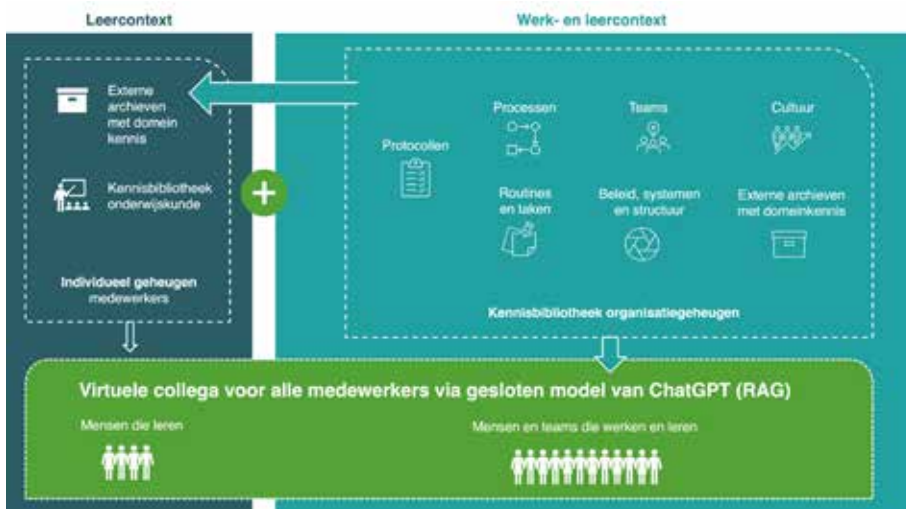 Leercontext
Werk- en leercontext
Externe
archieven
met domein
kennis
Kennisbibliotheek
onderwijskunde
Individueel geheugen
medewerkers
+
Protocollen
Processen
Teams
Cultuur
Routines
en taken
Beleid, systemen
en structuur
Externe archieven
met domeinkennis
Kennisbibliotheek organisatiegeheugen
Virtuele collega voor alle medewerkers via gesloten model van ChatGPT (RAG)
Mensen die leren
Mensen en teams die werken en leren